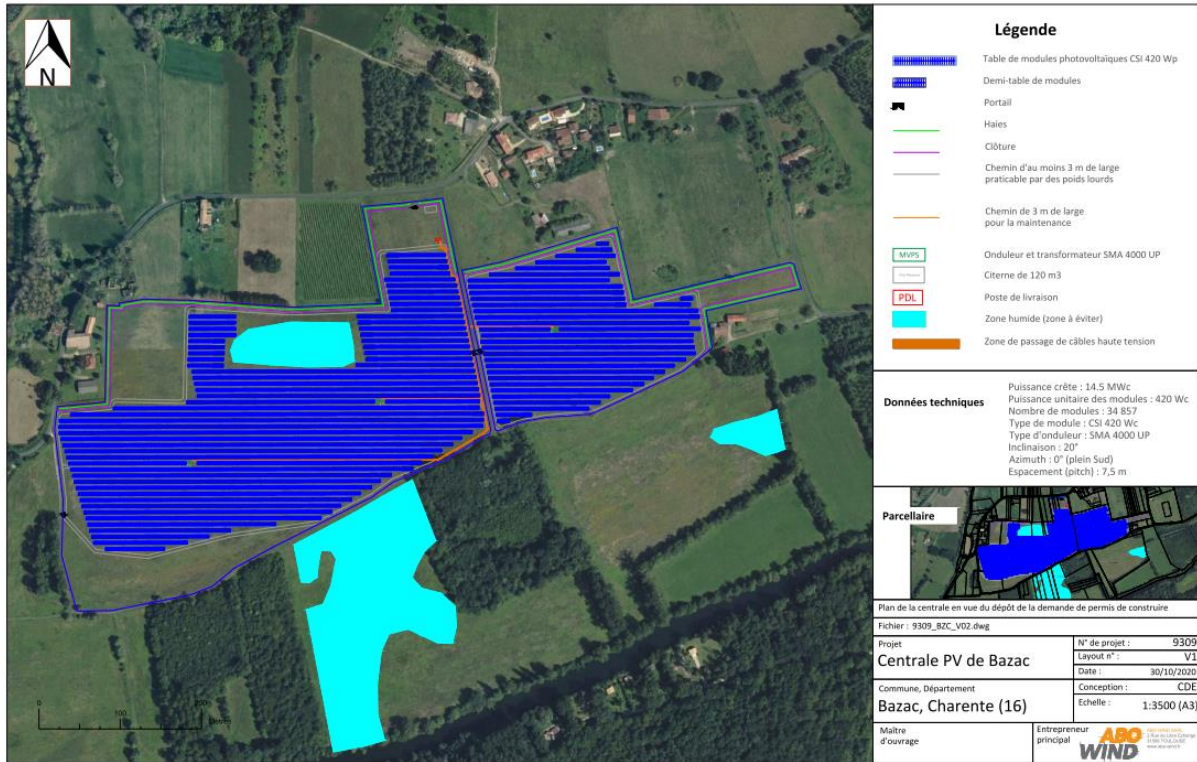 N
Légende
Table de modules photovoltaïques CSI 420 Wp
Demi-table de modules
Portail
Haies
Clôture
Chemin d'au moins 3 m de large
praticable par des poids lourds
Chemin de 3 m de large
pour la maintenance
MVPS
Onduleur et transformateur SMA 4000 UP
Citerne de 120 m3
PDL
Poste de livraison
Zone humide (zone à éviter)
Zone de passage de câbles haute tension
Données techniques
Puissance crête : 14.5 MWc
Puissance unitaire des modules : 420 Wc
Nombre de modules : 34 857
Type de module : CSI 420 Wc
Type d'onduleur : SMA 4000 UP
Inclinaison : 20°
Azimuth : 0° (plein Sud)
Espacement (pitch) : 7,5 m
Parcellaire
Plan de la centrale en vue du dépôt de la demande de permis de construire
Fichier : 9309_BZC_V02.dwg
Projet
Centrale PV de Bazac
N° de projet : 9309
Layout n° : V1
Date : 30/10/2020
Commune, Département
Bazac, Charente (16)
Conception : CDE
Echelle : 1:3500 (A3)
Maître
d'ouvrage
Entrepreneur
principal
ABO
WIND
0
100